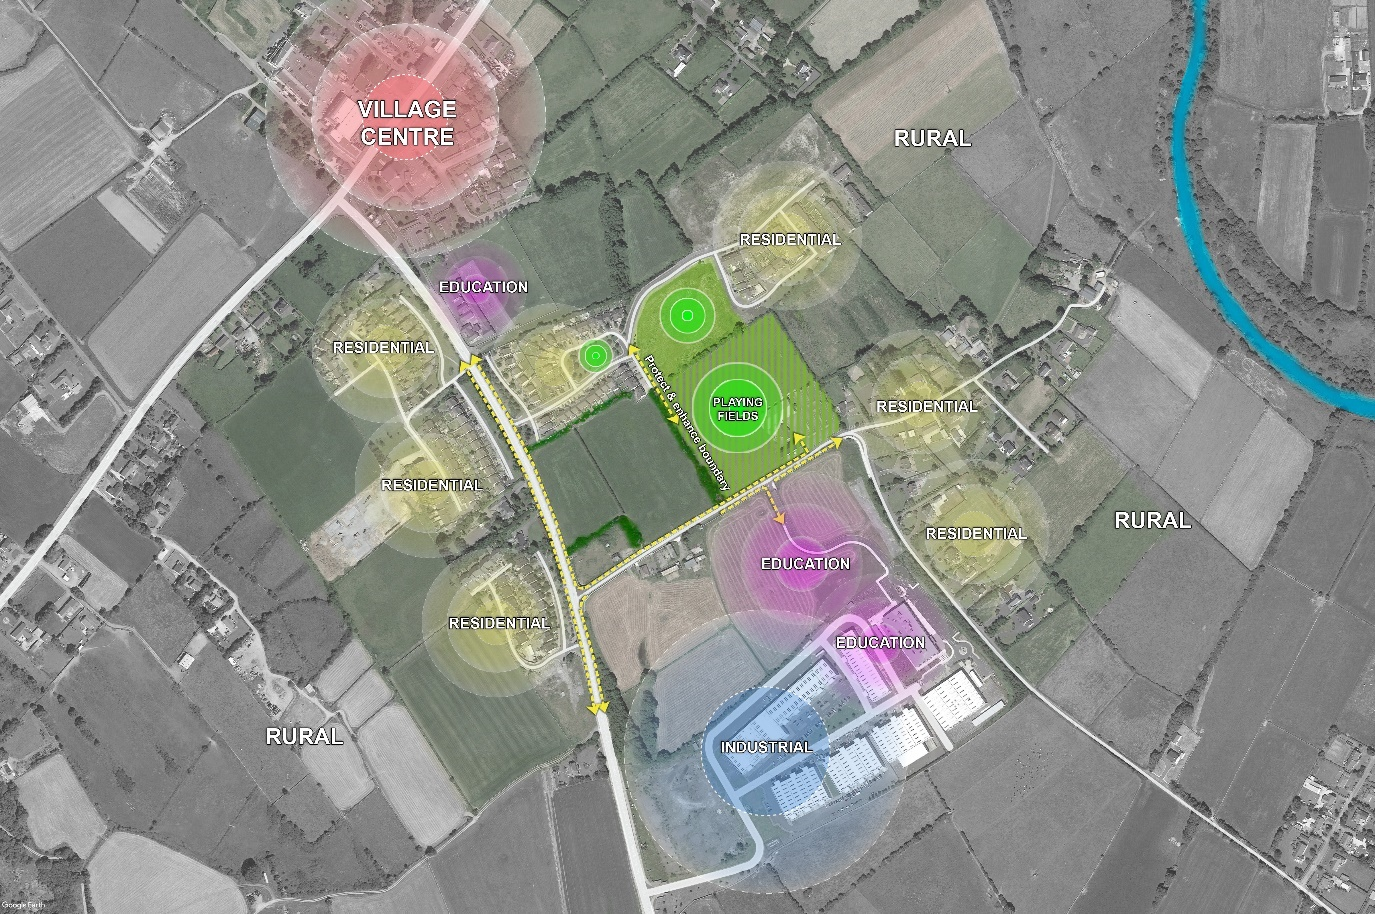 VILLAGE
CENTRE
RURAL
RESIDENTIAL
EDUCATION
RESIDENTIAL
Protect & enhance boundary
PLAYING
FIELDS
RESIDENTIAL
RESIDENTIAL
RURAL
RESIDENTIAL
EDUCATION
RESIDENTIAL
EDUCATION
RURAL
INDUSTRIAL
Google Earth